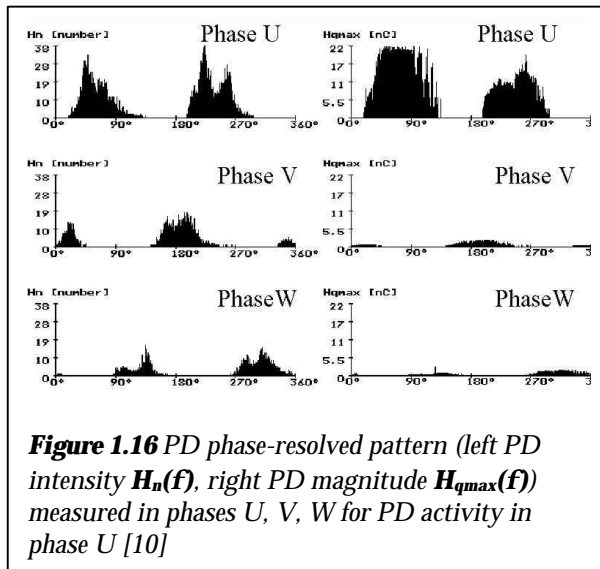 Hn [number] Phase U
38
28
19
10
0
0° 90° 180° 270° 360°
Hqmax [nC] Phase U
22
17
11
5.5
0
0° 90° 180° 270° 3
Hn [number] Phase V
38
28
19
10
0
0° 90° 180° 270° 360°
Hqmax [nC] Phase V
22
17
11
5.5
0
0° 90° 180° 270° 3
Hn [number] PhaseW
38
28
19
10
0
0° 90° 180° 270° 360°
Hqmax [nC] PhaseW
22
17
11
5.5
0
0° 90° 180° 270° 3
Figure 1.16 PD phase-resolved pattern (left PD
intensity Hn(f), right PD magnitude Hqmax(f))
measured in phases U, V, W for PD activity in
phase U [10]